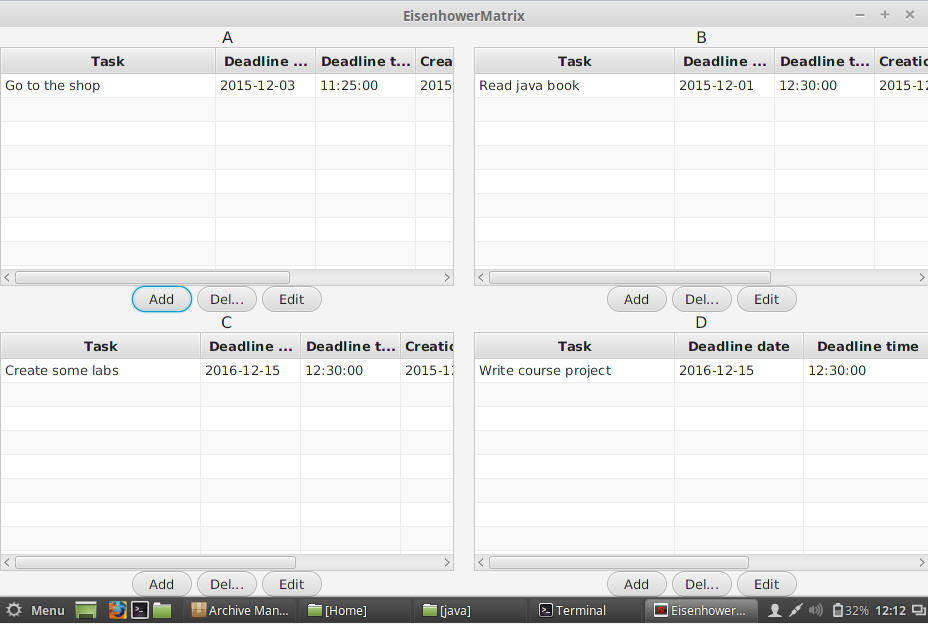 EisenhowerMatrix
A
Task Deadline ... Deadline t... Crea
Go to the shop 2015-12-03 11:25:00 2015
Add Del... Edit
B
Task Deadline ... Deadline t... Creatic
Read java book 2015-12-01 12:30:00 2015-12
Add Del... Edit
C
Task Deadline ... Deadline t... Creatic
Create some labs 2016-12-15 12:30:00 2015-12
Add Del... Edit
D
Task Deadline date Deadline time
Write course project 2016-12-15 12:30:00
Add Del... Edit
Menu Archive Man... [Home] [java] Terminal Eisenhower... 32% 12:12